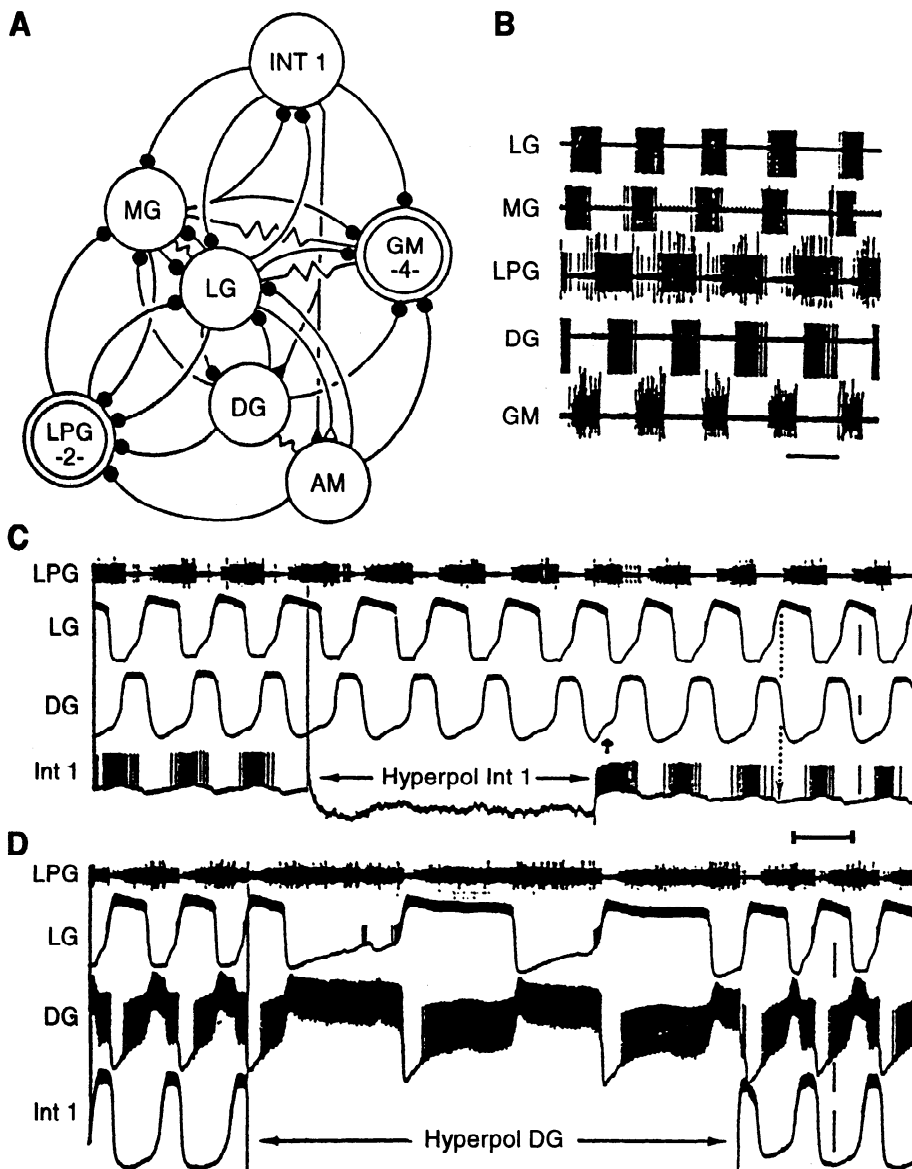 A
INT 1
MG
GM
-4-
LG
DG
LPG
-2-
AM
B
LG
MG
LPG
DG
GM
C
LPG
LG
DG
Int 1
Hyperpol Int 1
D
LPG
LG
DG
Int 1
Hyperpol DG